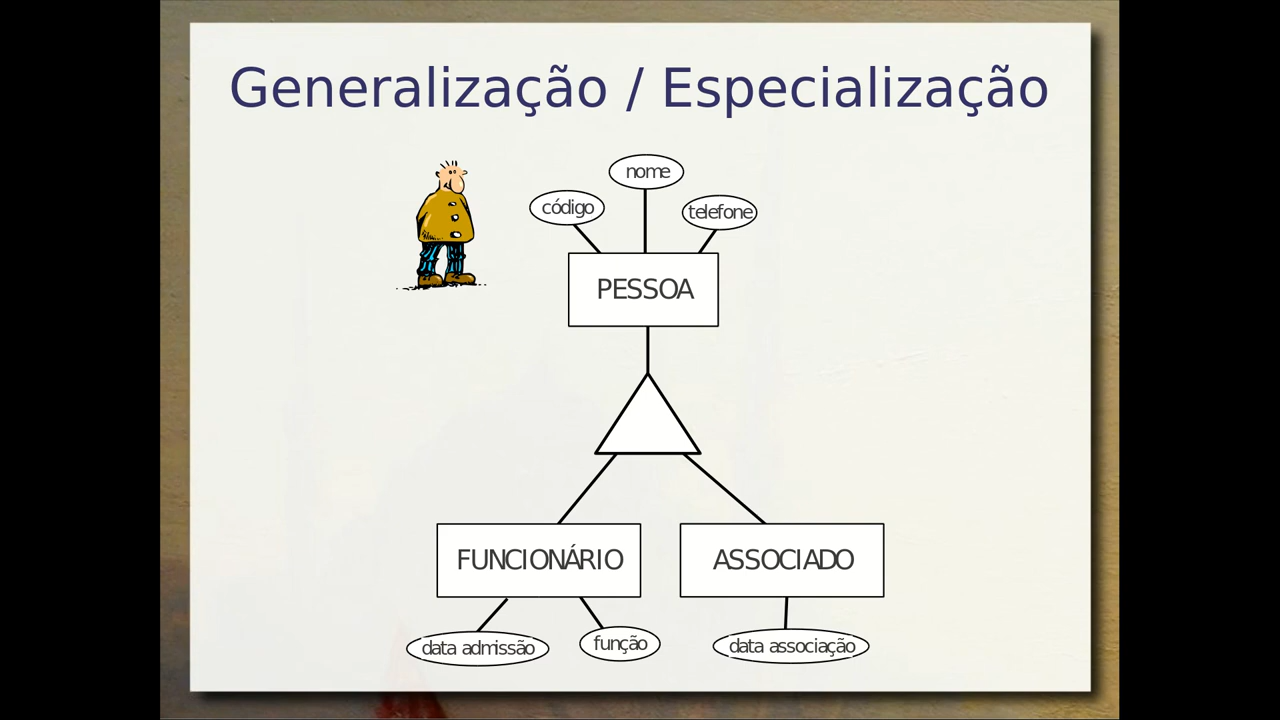 Generalização / Especialização
nome
código
telefone
PESSOA
FUNCIONÁRIO
ASSOCIADO
data admissão
função
data associação